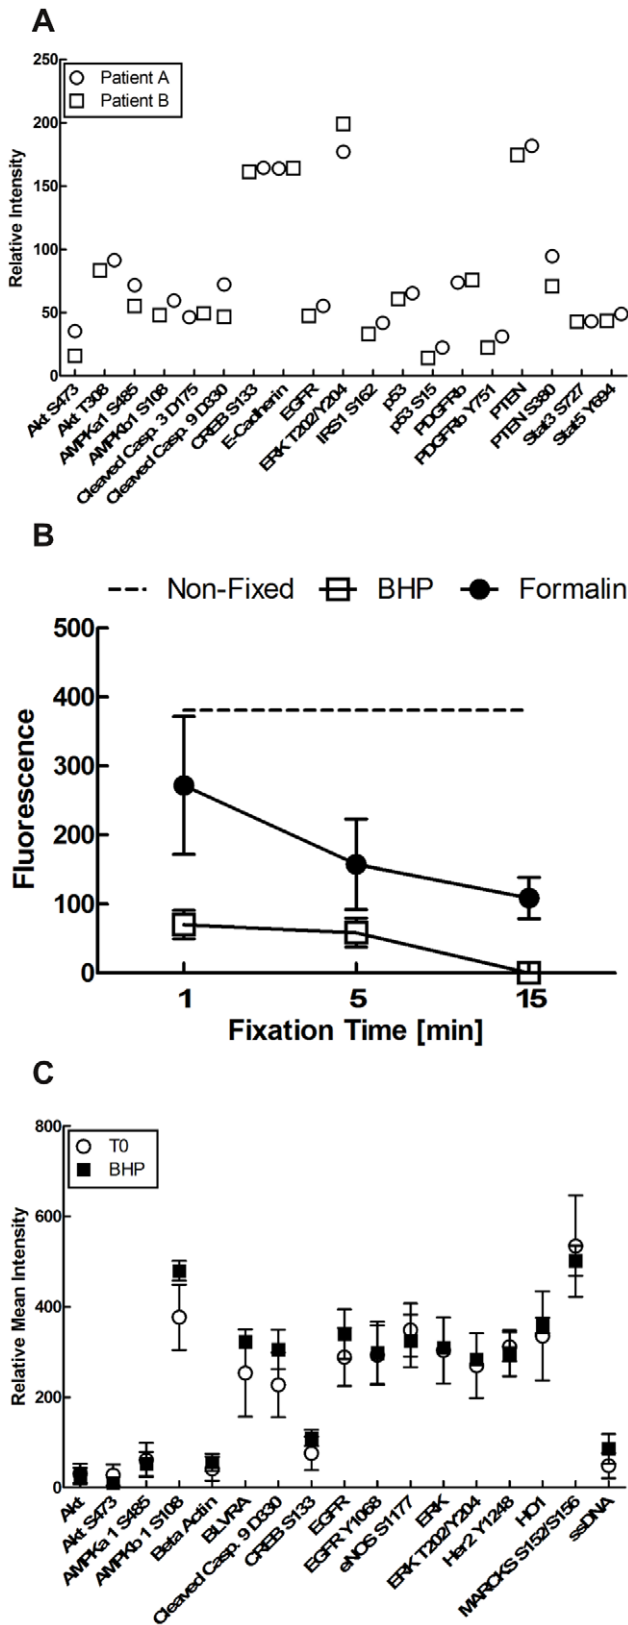 A
250
200
150
100
50
0
Relative Intensity
Patient A
Patient B
Akt S473
Akt T308
AMPKa1 S485
AMPKb1 S108
Cleaved Casp. 3 D175
Cleaved Casp. 9 D330
CREB S133
E-Cadherin
EGFR
ERK T202/Y204
IRS1 S162
p53
p53 S15
PDGFRb
PDGFRb Y751
PTEN
PTEN S380
Stat3 S727
Stat5 Y694
B
Non-Fixed BHP Formalin
500
400
300
200
100
0
Fluorescence
1 5 15
Fixation Time [min]
C
800
600
400
200
0
Relative Mean Intensity
T0
BHP
Akt
Akt S473
AMPKa 1 S485
AMPKb 1 S108
Beta Actin
BLVRA
Cleaved Casp. 9 D330
CREB S133
EGFR
EGFR Y1068
eNOS S1177
ERK
ERK T202/Y204
Her2 Y1248
HO1
MARCKS S152/S156
ssDNA